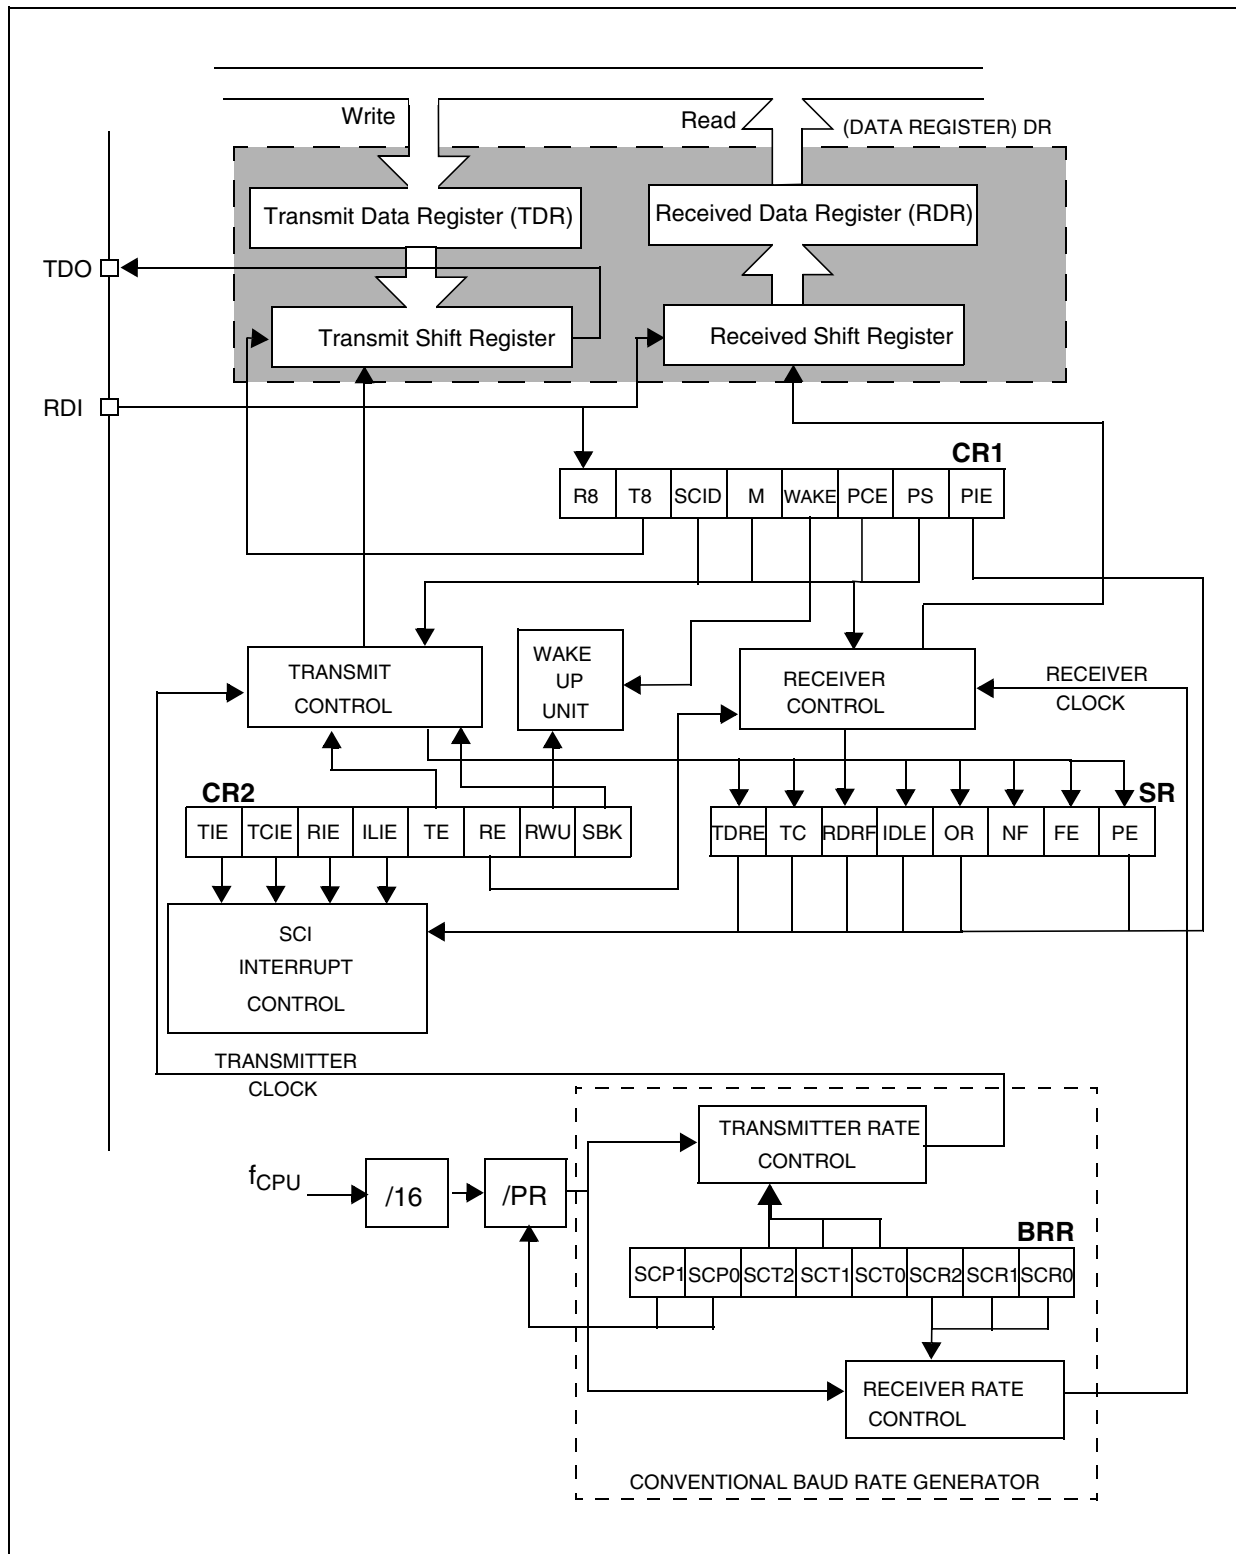 Write
Read
(DATA REGISTER) DR
Transmit Data Register (TDR)
Received Data Register (RDR)
TDO
Transmit Shift Register
Received Shift Register
RDI
CR1
R8 T8 SCID M WAKE PCE PS PIE
TRANSMIT
CONTROL
WAKE
UP
UNIT
RECEIVER
CONTROL
RECEIVER
CLOCK
CR2
TIE TCIE RIE ILIE TE RE RWU SBK
SR
TDRE TC RDRF IDLE OR NF FE PE
SCI
INTERRUPT
CONTROL
TRANSMITTER
CLOCK
TRANSMITTER RATE
CONTROL
fCPU
/16
/PR
BRR
SCP1 SCP0 SCT2 SCT1 SCT0 SCR2 SCR1 SCR0
RECEIVER RATE
CONTROL
CONVENTIONAL BAUD RATE GENERATOR